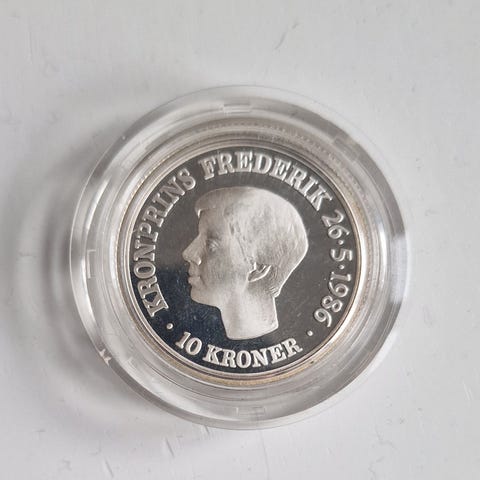 · KRONPRINS FREDERIK 26·5·1986 ·
10 KRONER